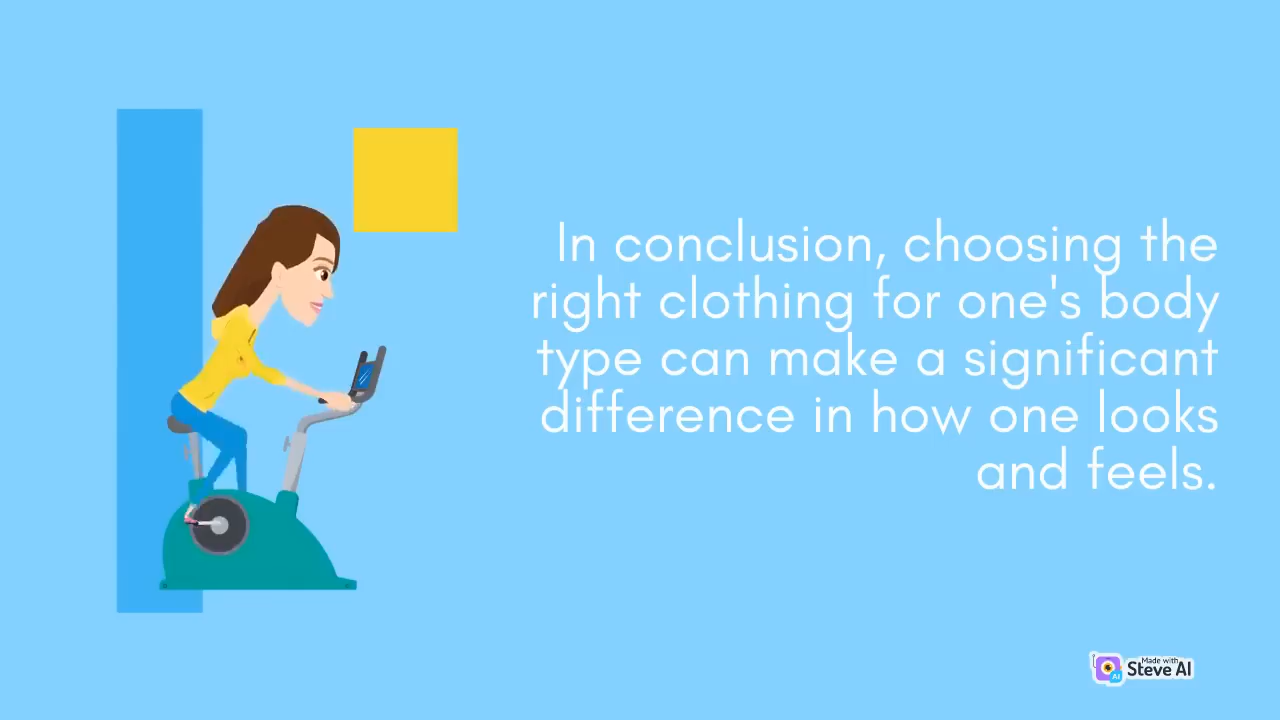 In conclusion, choosing the
right clothing for one's body
type can make a significant
difference in how one looks
and feels.
Made with
Steve AI
AI